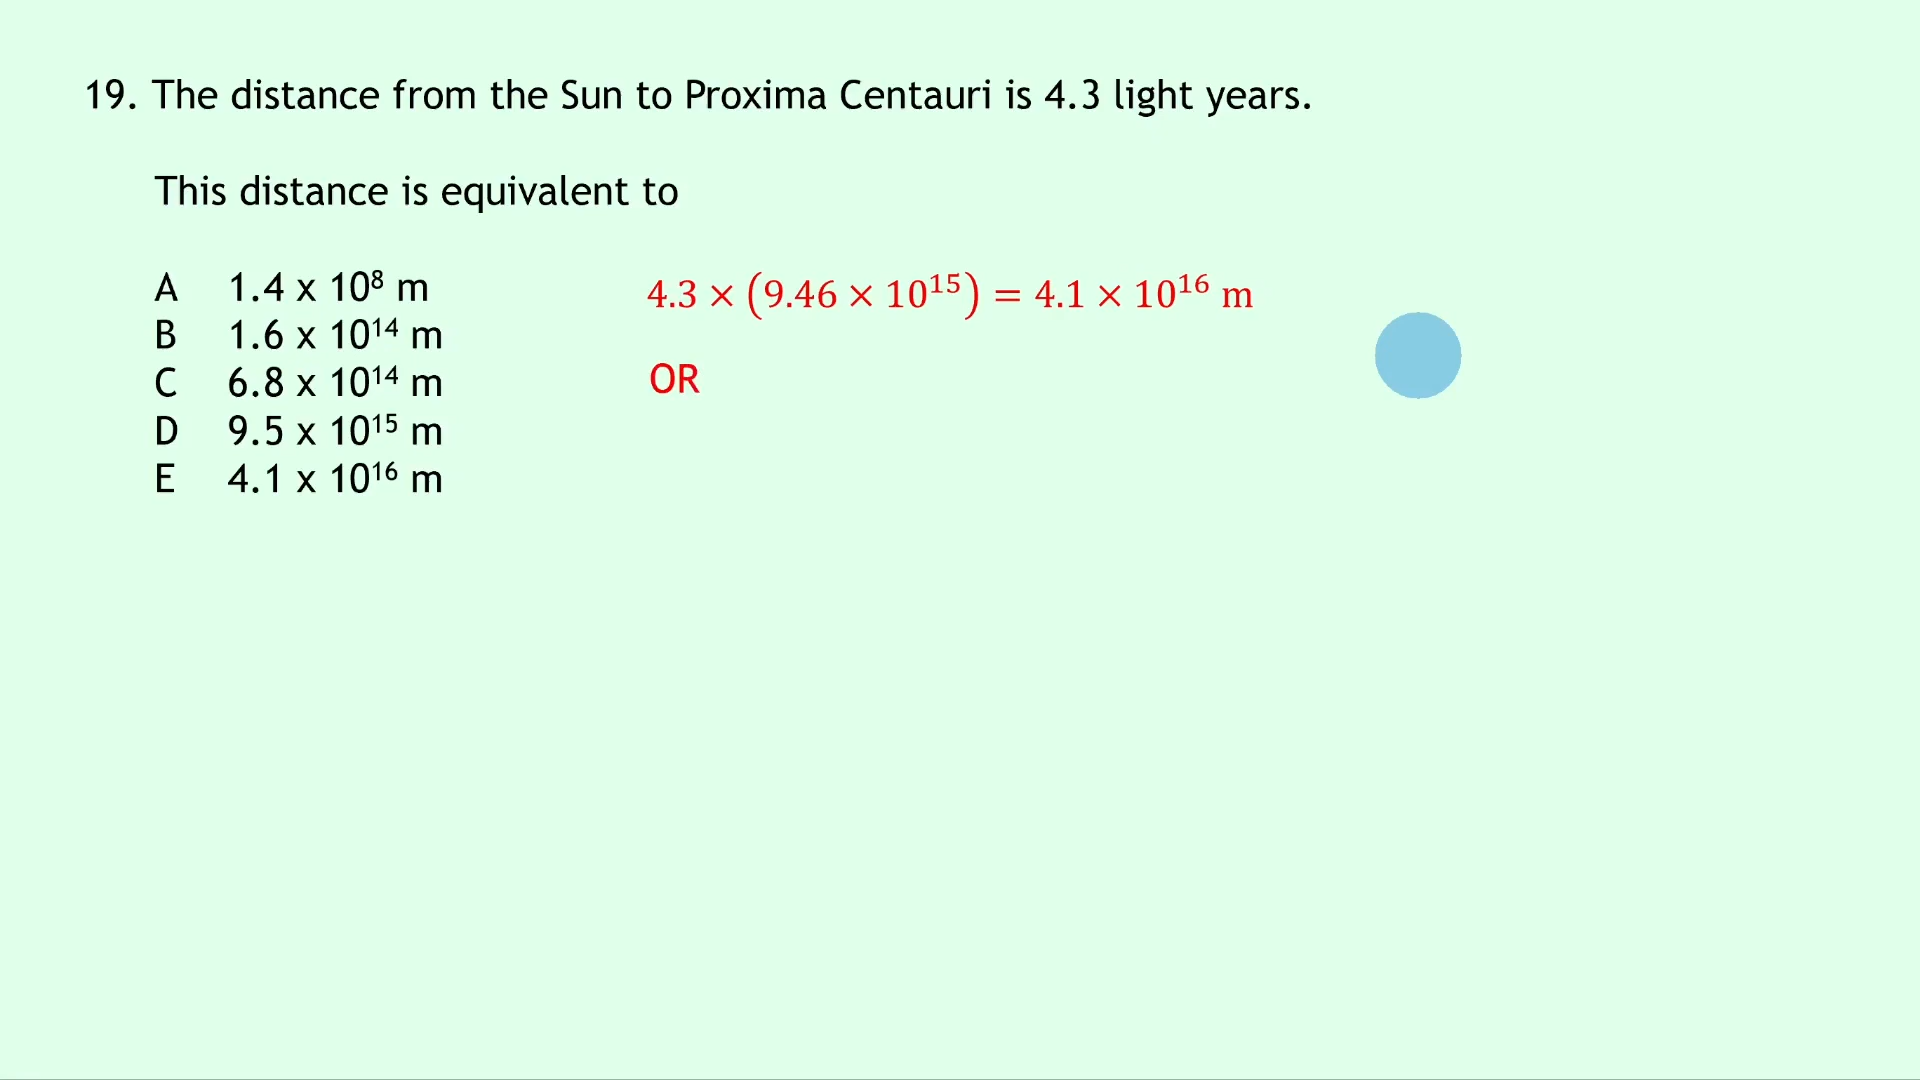 19. The distance from the Sun to Proxima Centauri is 4.3 light years.
This distance is equivalent to
A 1.4 x 10⁸ m
B 1.6 x 10¹⁴ m
C 6.8 x 10¹⁴ m
D 9.5 x 10¹⁵ m
E 4.1 x 10¹⁶ m
4.3 × (9.46 × 10¹⁵) = 4.1 × 10¹⁶ m
OR